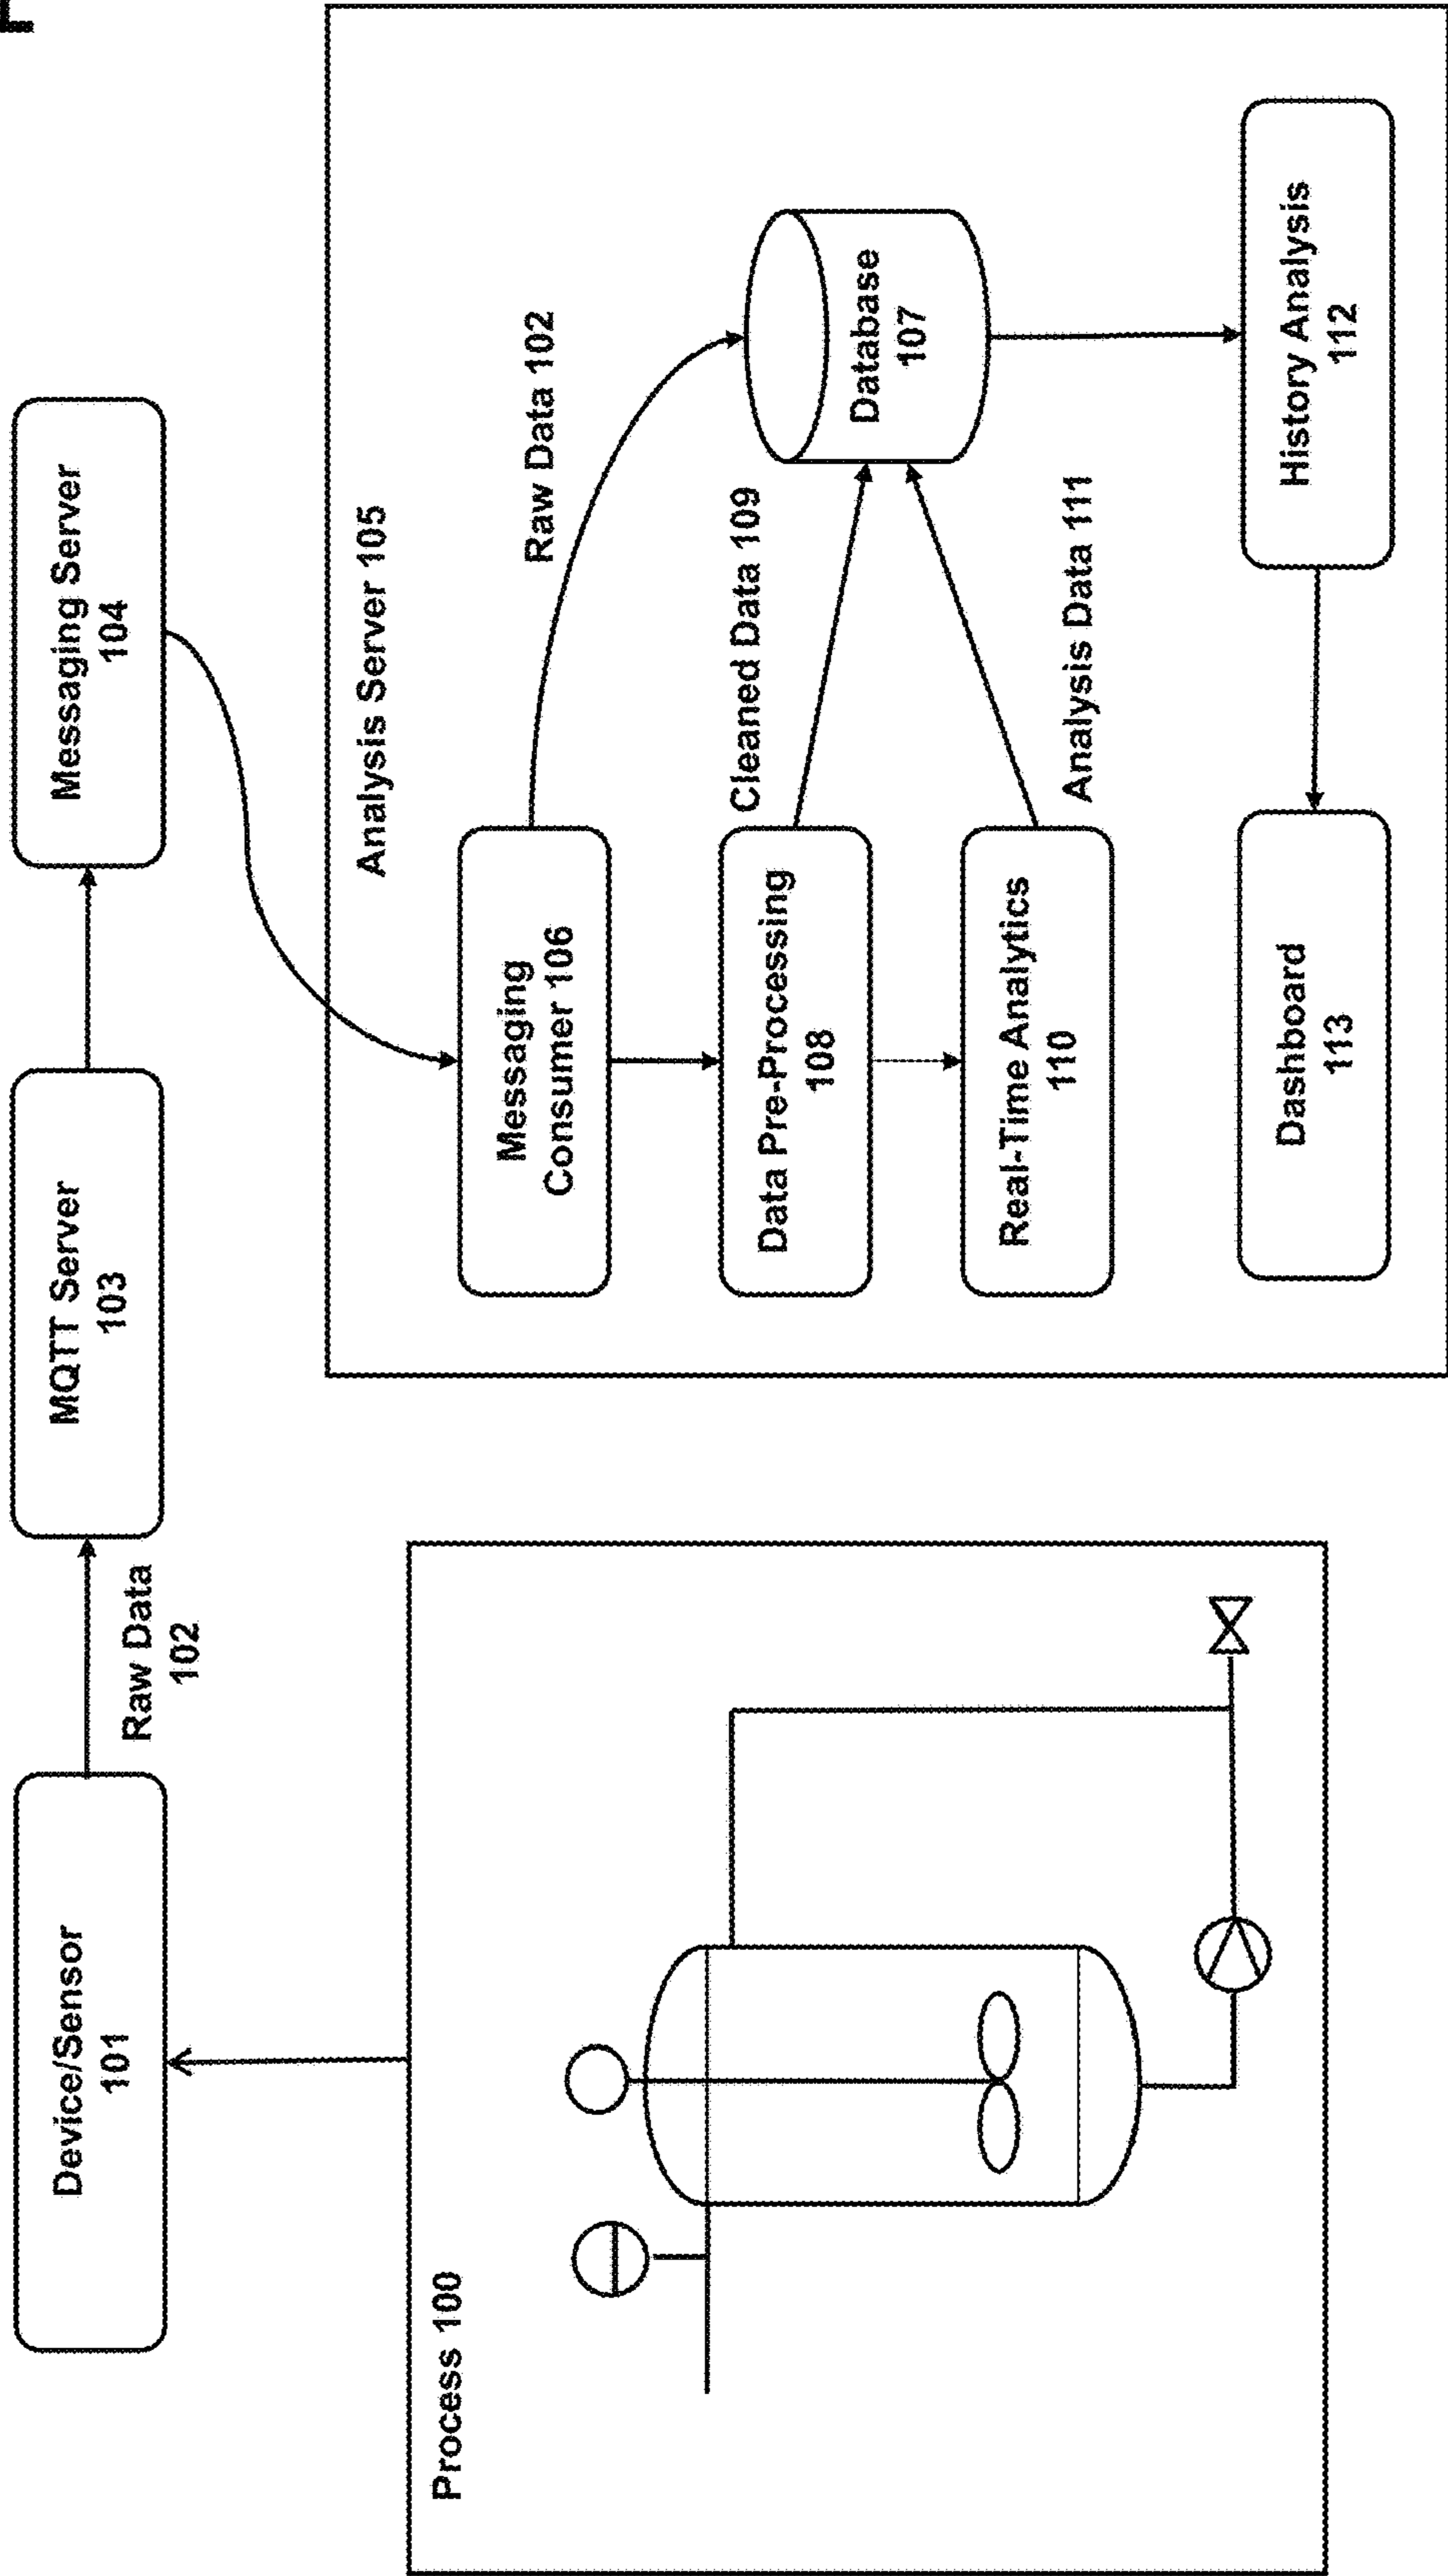 Device/Sensor
101
Raw Data
102
MQTT Server
103
Messaging Server
104
Process 100
Analysis Server 105
Messaging
Consumer 106
Raw Data 102
Data Pre-Processing
108
Cleaned Data 109
Database
107
Real-Time Analytics
110
Analysis Data 111
Dashboard
113
History Analysis
112